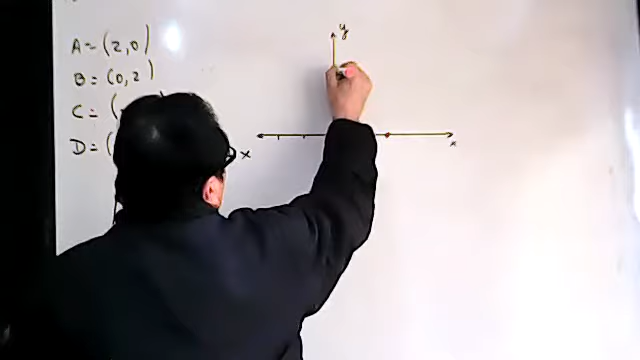 y
A = (2,0)
B = (0,2)
C = (
D = (
x
x